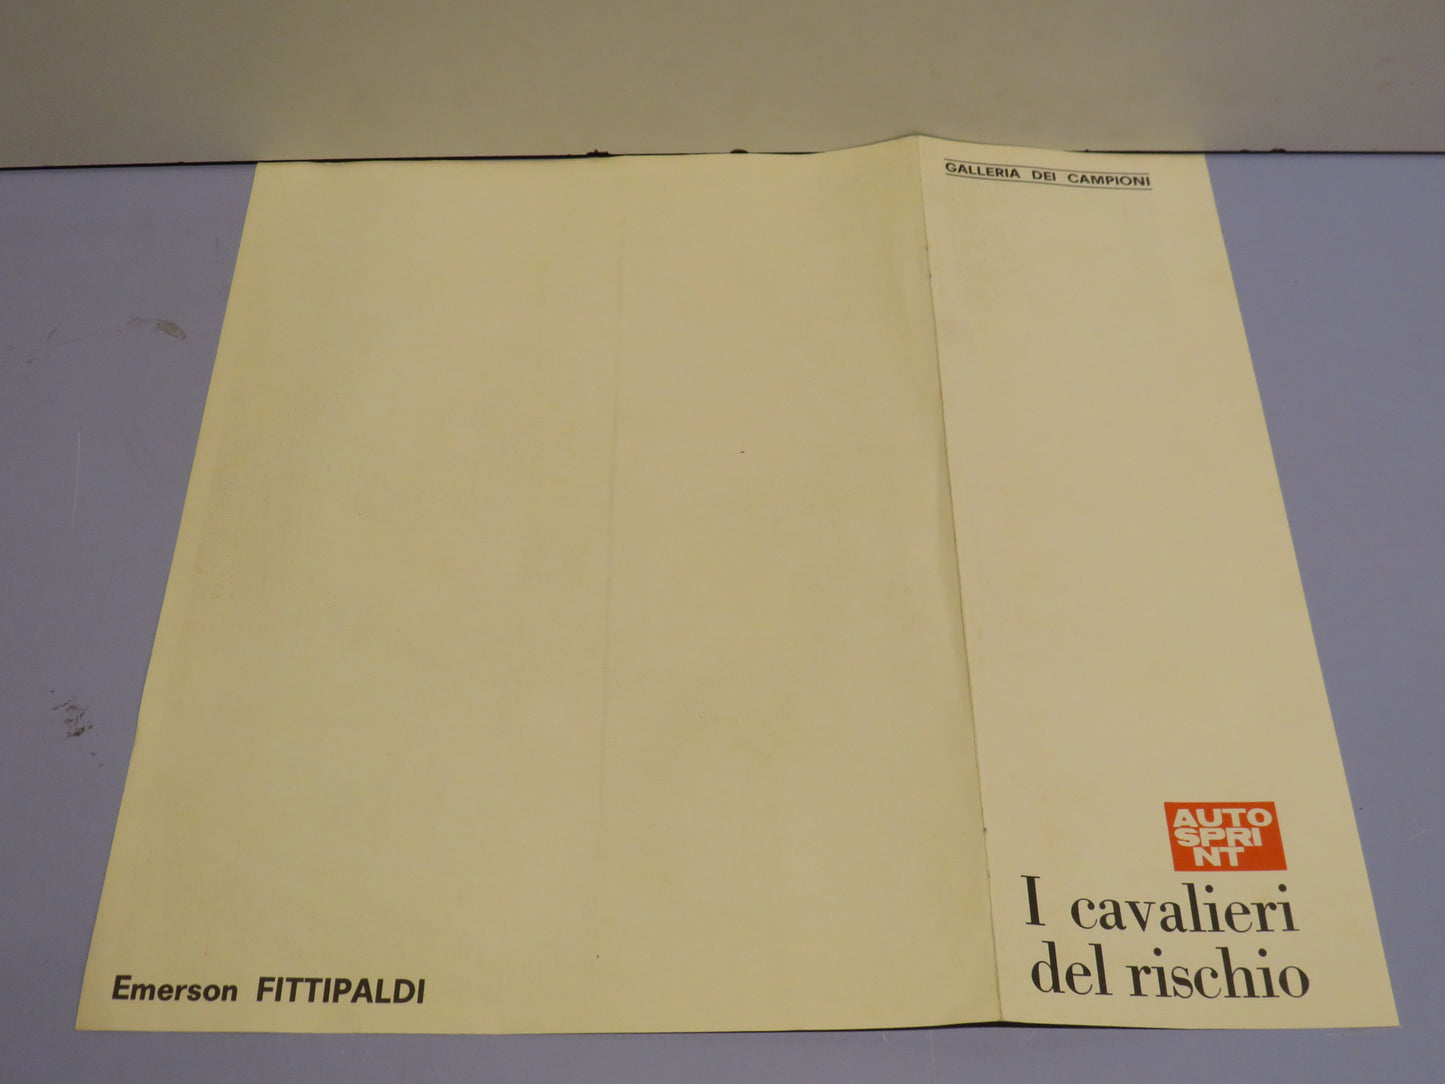 GALLERIA DEI CAMPIONI
AUTO
SPRI
NT
I cavalieri
del rischio
Emerson FITTIPALDI